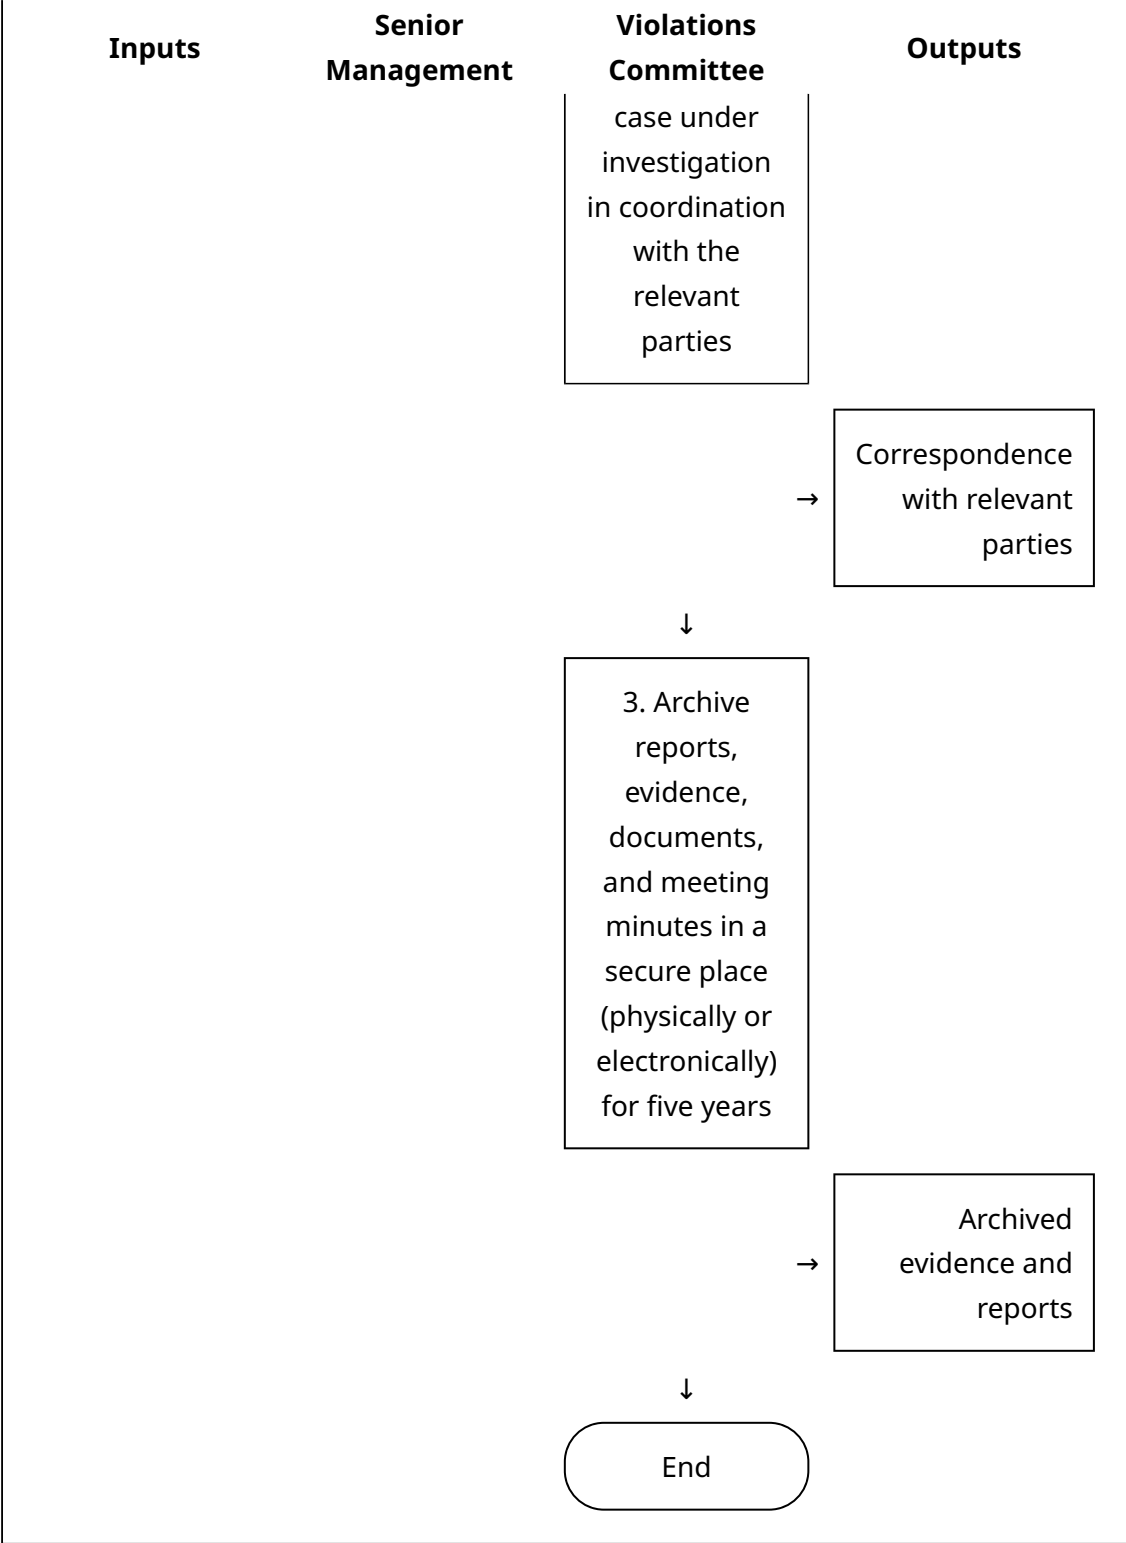 Inputs
Senior
Management
Violations
Committee
Outputs
case under
investigation
in coordination
with the
relevant
parties
→
Correspondence
with relevant
parties
↓
3. Archive
reports,
evidence,
documents,
and meeting
minutes in a
secure place
(physically or
electronically)
for five years
→
Archived
evidence and
reports
↓
End